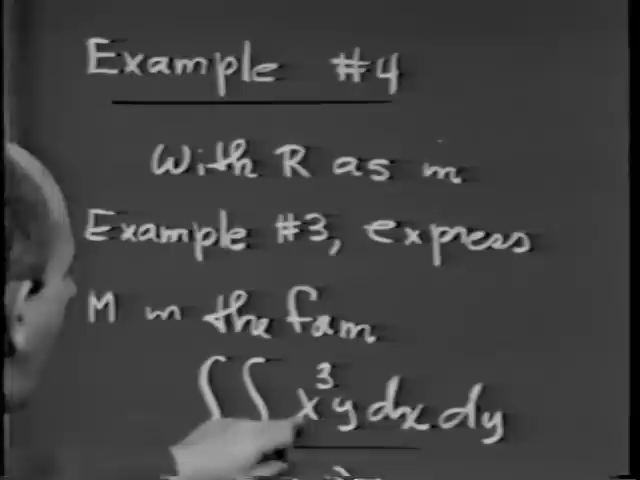 Example #4
With R as in
Example #3, express
M in the form
∫∫ x³y dx dy